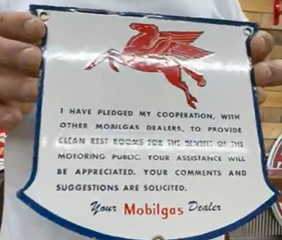 I HAVE PLEDGED MY COOPERATION, WITH
OTHER MOBILGAS DEALERS, TO PROVIDE
CLEAN REST ROOMS FOR THE BENEFIT OF THE
MOTORING PUBLIC. YOUR ASSISTANCE WILL
BE APPRECIATED. YOUR COMMENTS AND
SUGGESTIONS ARE SOLICITED.
Your Mobilgas Dealer